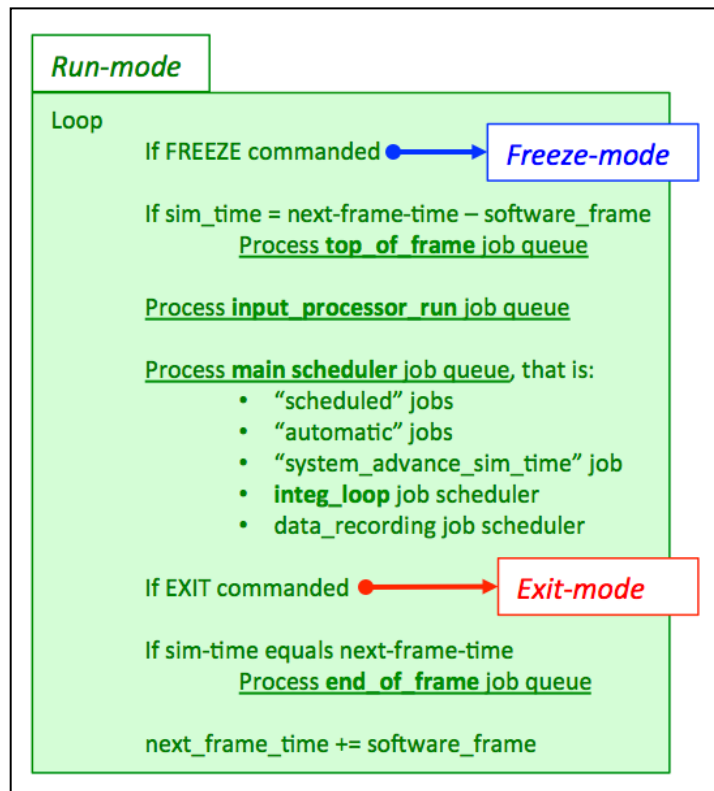 Run-mode
Loop
If FREEZE commanded
Freeze-mode
If sim_time = next-frame-time – software_frame
Process top_of_frame job queue
Process input_processor_run job queue
Process main scheduler job queue, that is:
• “scheduled” jobs
• “automatic” jobs
• “system_advance_sim_time” job
• integ_loop job scheduler
• data_recording job scheduler
If EXIT commanded
Exit-mode
If sim-time equals next-frame-time
Process end_of_frame job queue
next_frame_time += software_frame